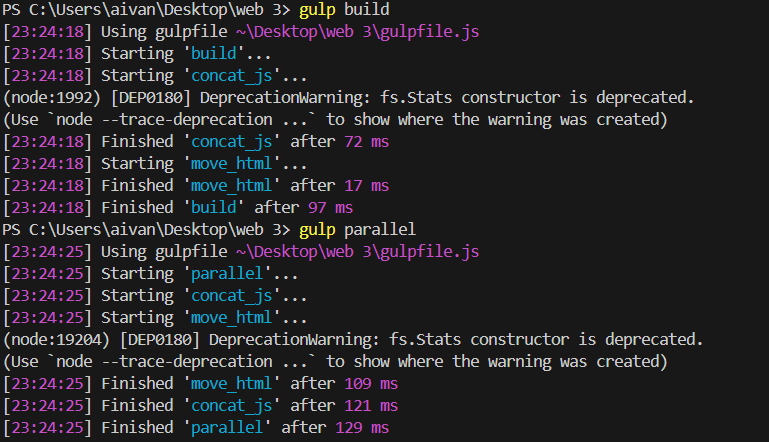 PS C:\Users\aivan\Desktop\web 3> gulp build
[23:24:18] Using gulpfile ~\Desktop\web 3\gulpfile.js
[23:24:18] Starting 'build'...
[23:24:18] Starting 'concat_js'...
(node:1992) [DEP0180] DeprecationWarning: fs.Stats constructor is deprecated.
(Use `node --trace-deprecation ...` to show where the warning was created)
[23:24:18] Finished 'concat_js' after 72 ms
[23:24:18] Starting 'move_html'...
[23:24:18] Finished 'move_html' after 17 ms
[23:24:18] Finished 'build' after 97 ms
PS C:\Users\aivan\Desktop\web 3> gulp parallel
[23:24:25] Using gulpfile ~\Desktop\web 3\gulpfile.js
[23:24:25] Starting 'parallel'...
[23:24:25] Starting 'concat_js'...
[23:24:25] Starting 'move_html'...
(node:19204) [DEP0180] DeprecationWarning: fs.Stats constructor is deprecated.
(Use `node --trace-deprecation ...` to show where the warning was created)
[23:24:25] Finished 'move_html' after 109 ms
[23:24:25] Finished 'concat_js' after 121 ms
[23:24:25] Finished 'parallel' after 129 ms